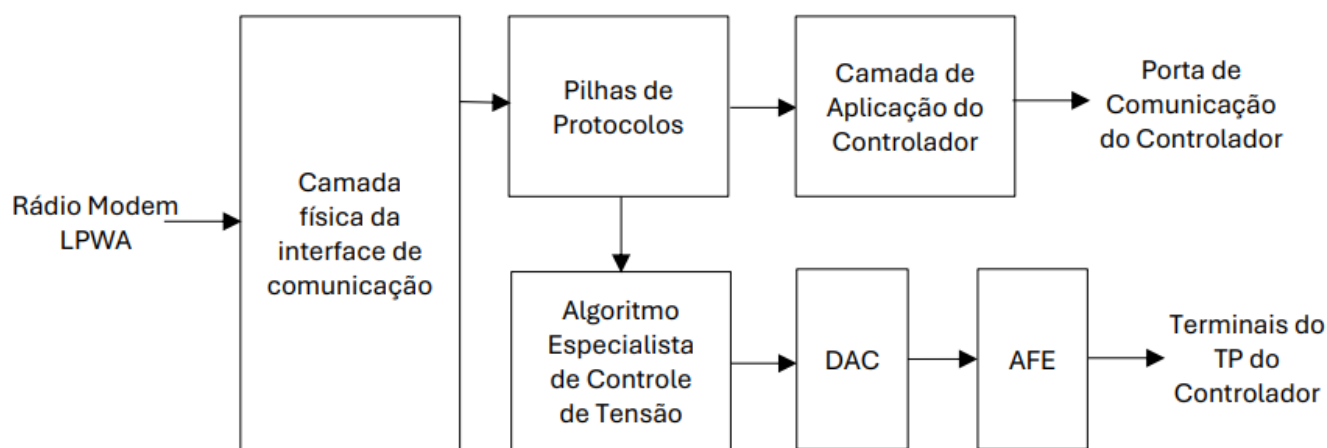 Rádio Modem
LPWA
Camada
física da
interface de
comunicação
Pilhas de
Protocolos
Camada de
Aplicação do
Controlador
Porta de
Comunicação
do Controlador
Algoritmo
Especialista
de Controle
de Tensão
DAC
AFE
Terminais do
TP do
Controlador